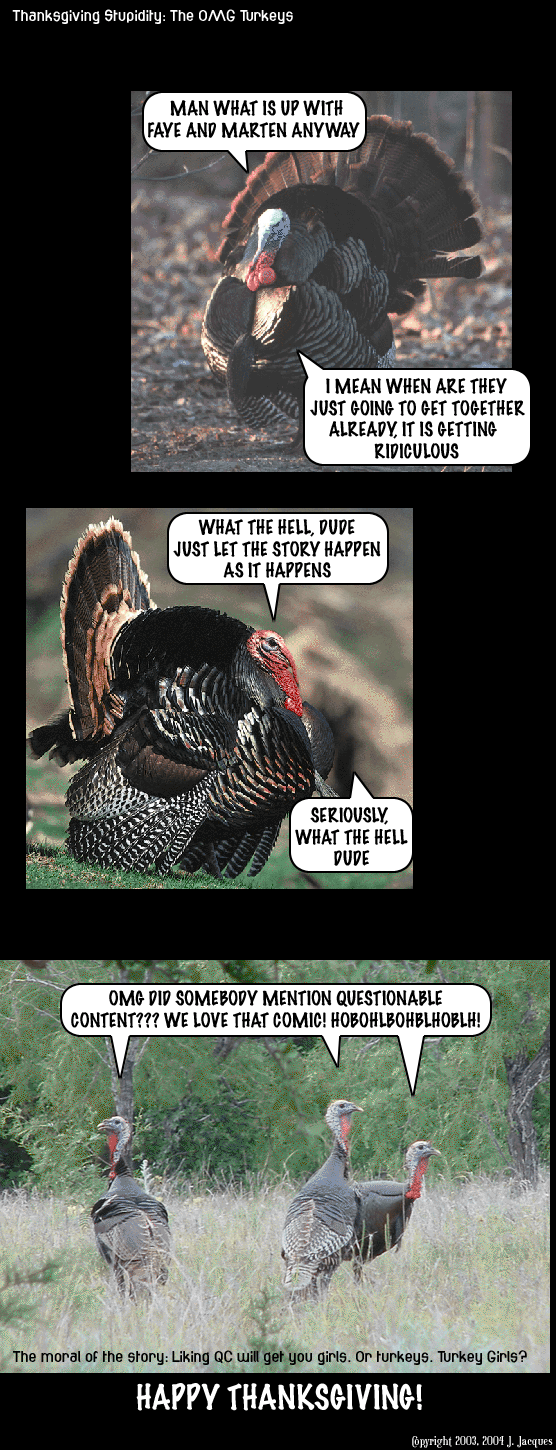 Thanksgiving Stupidity: The OMG Turkeys
MAN WHAT IS UP WITH
FAYE AND MARTEN ANYWAY
I MEAN WHEN ARE THEY
JUST GOING TO GET TOGETHER
ALREADY, IT IS GETTING
RIDICULOUS
WHAT THE HELL, DUDE
JUST LET THE STORY HAPPEN
AS IT HAPPENS
SERIOUSLY,
WHAT THE HELL
DUDE
OMG DID SOMEBODY MENTION QUESTIONABLE
CONTENT??? WE LOVE THAT COMIC! HOBOHLBOHBLHOBLH!
The moral of the story: Liking QC will get you girls. Or turkeys. Turkey Girls?
HAPPY THANKSGIVING!
Copyright 2003, 2004 J. Jacques